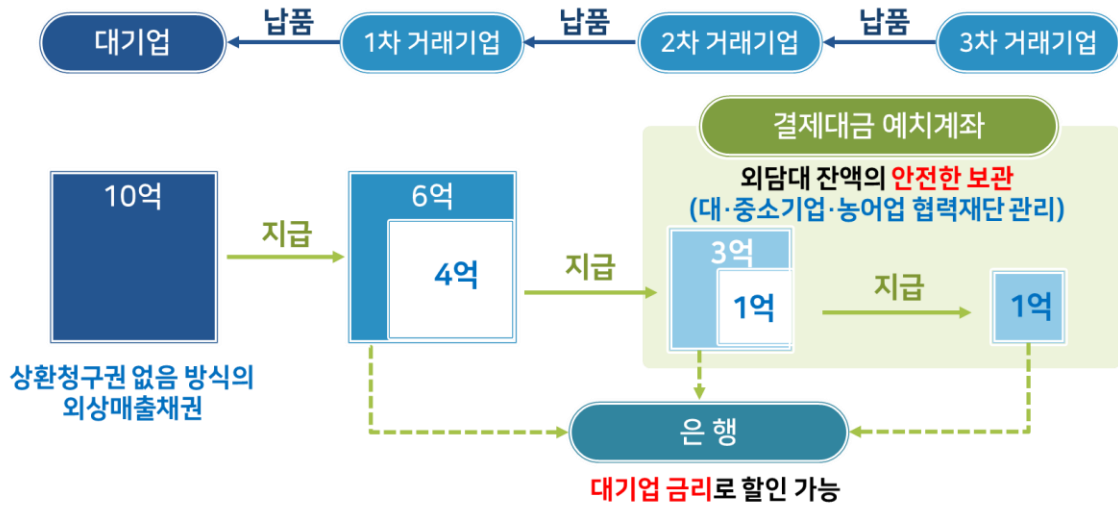 납품 납품 납품
대기업 1차 거래기업 2차 거래기업 3차 거래기업
결제대금 예치계좌
외담대 잔액의 안전한 보관
(대·중소기업·농어업 협력재단 관리)
10억 6억 3억
지급 지급 지급
4억 1억 1억
상환청구권 없음 방식의
외상매출채권
은 행
대기업 금리로 할인 가능